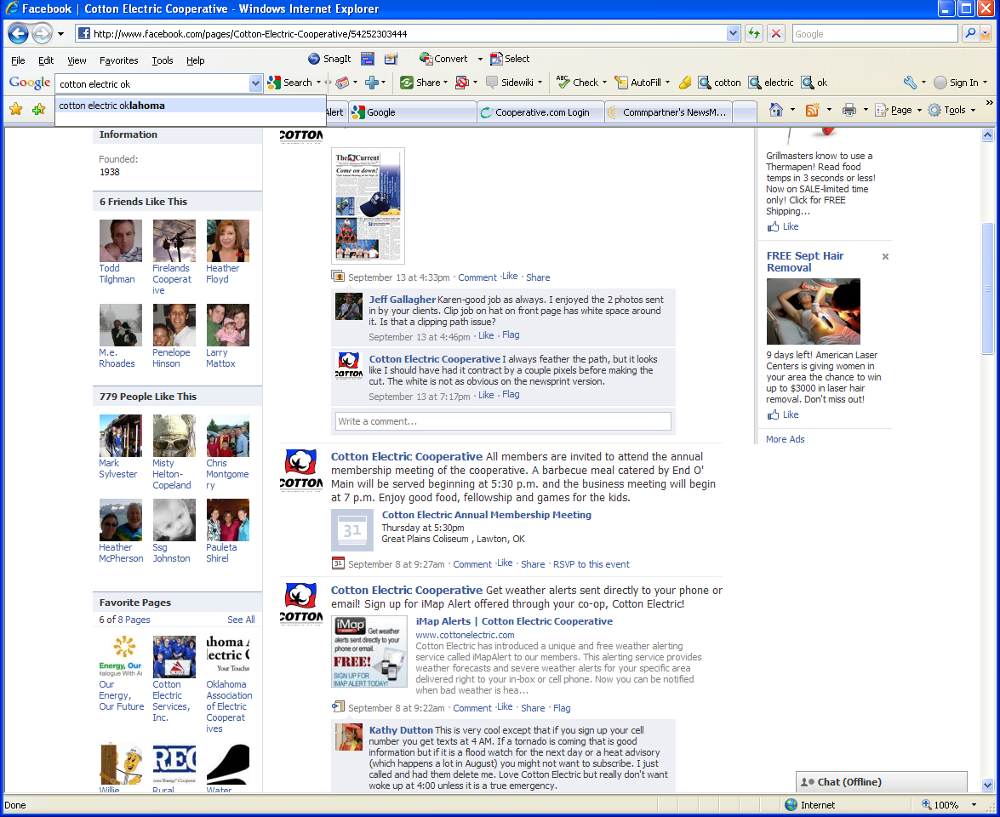 Facebook | Cotton Electric Cooperative - Windows Internet Explorer
http://www.facebook.com/pages/Cotton-Electric-Cooperative/54252303444
Google
File Edit View Favorites Tools Help
SnagIt
Convert
Select
Google
cotton electric ok
Search
Share
Sidewiki
Check
AutoFill
cotton
electric
ok
Sign In
cotton electric oklahoma
Alert
Google
Cooperative.com Login
Commpartner's NewsM...
Page
Tools
Information
Founded:
1938
6 Friends Like This
Todd
Tilghman
Firelands
Cooperat
ive
Heather
Floyd
M.e.
Rhoades
Penelope
Hinson
Larry
Mattox
779 People Like This
Mark
Sylvester
Misty
Helton-
Copeland
Chris
Montgome
ry
Heather
McPherson
Ssg
Johnston
Pauleta
Shirel
Favorite Pages
6 of 8 Pages
See All
Energy, Our
ialogue With Ar
Our
Energy,
Our Future
Cotton
Electric
Services,
Inc.
ahoma A
lectric C
Your Touchs
Oklahoma
Association
of Electric
Cooperat
ives
Willie
REC
Rural
Water
COTTON
The Current
Come on down!
September 13 at 4:33pm · Comment · Like · Share
Jeff Gallagher Karen-good job as always. I enjoyed the 2 photos sent
in by your clients. Clip job on hat on front page has white space around
it. Is that a clipping path issue?
September 13 at 4:46pm · Like · Flag
COTTON
Cotton Electric Cooperative I always feather the path, but it looks
like I should have had it contract by a couple pixels before making the
cut. The white is not as obvious on the newsprint version.
September 13 at 7:17pm · Like · Flag
Write a comment...
COTTON
Cotton Electric Cooperative All members are invited to attend the annual
membership meeting of the cooperative. A barbecue meal catered by End O'
Main will be served beginning at 5:30 p.m. and the business meeting will begin
at 7 p.m. Enjoy good food, fellowship and games for the kids.
31
Cotton Electric Annual Membership Meeting
Thursday at 5:30pm
Great Plains Coliseum , Lawton, OK
31
September 8 at 9:27am · Comment · Like · Share · RSVP to this event
COTTON
Cotton Electric Cooperative Get weather alerts sent directly to your phone or
email! Sign up for iMap Alert offered through your co-op, Cotton Electric!
iMap Alert Get weather
alerts sent directly to your
phone or email.
FREE!
SIGN UP FOR
IMAP ALERT TODAY!
iMap Alerts | Cotton Electric Cooperative
www.cottonelectric.com
Cotton Electric has introduced a unique and free weather alerting
service called iMapAlert to our members. This alerting service provides
weather forecasts and severe weather alerts for your specific area
delivered right to your in-box or cell phone. Now you can be notified
when bad weather is hea...
September 8 at 9:22am · Comment · Like · Share · Flag
Kathy Dutton This is very cool except that if you sign up your cell
number you get texts at 4 AM. If a tornado is coming that is good
information but if it is a flood watch for the next day or a heat advisory
(which happens a lot in August) you might not want to subscribe. I just
called and had them delete me. Love Cotton Electric but really don't want
woke up at 4:00 unless it is a true emergency.
Grillmasters know to use a
Thermapen! Read food
temps in 3 seconds or less!
Now on SALE-limited time
only! Click for FREE
Shipping...
Like
FREE Sept Hair
Removal
9 days left! American Laser
Centers is giving women in
your area the chance to win
up to $3000 in laser hair
removal. Don't miss out!
Like
More Ads
Chat (Offline)
Done
Internet
100%